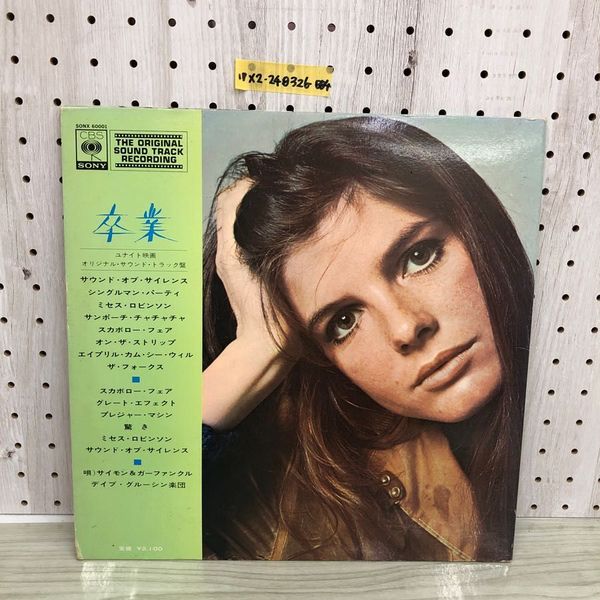 1PX2-248326
SONX 60001
CBS
SONY
THE ORIGINAL
SOUND TRACK
RECORDING
卒業
ユナイト映画
オリジナル・サウンド・トラック盤
サウンド・オブ・サイレンス
シングルマン・パーティ
ミセス・ロビンソン
サンポーチ・チャチャチャ
スカボロー・フェア
オン・ザ・ストリップ
エイプリル・カム・シー・ウィル
ザ・フォークス
スカボロー・フェア
グレート・エフェクト
プレジャー・マシン
驚き
ミセス・ロビンソン
サウンド・オブ・サイレンス
唄)サイモン&ガーファンクル
デイブ・グルーシン楽団
定価 ¥2,100